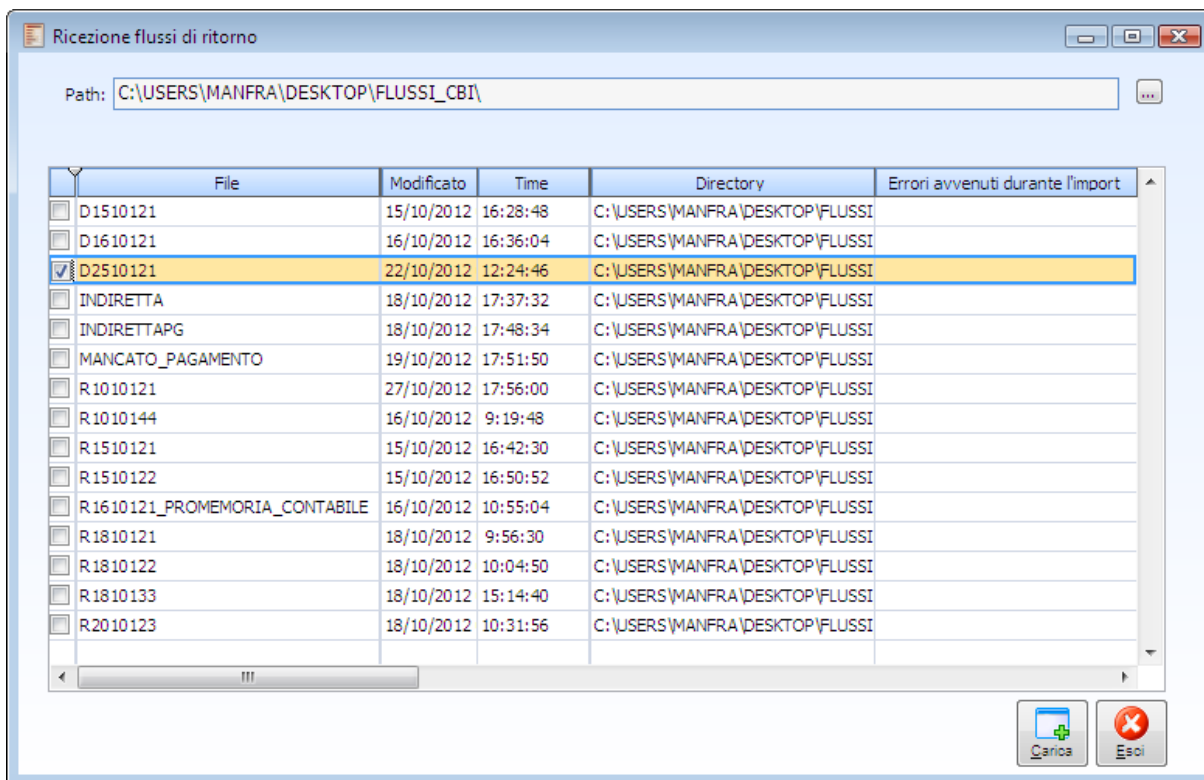 Ricezione flussi di ritorno
Path: C:\USERS\MANFRA\DESKTOP\FLUSSI_CBI\ ...
File Modificato Time Directory Errori avvenuti durante l'import
D1510121 15/10/2012 16:28:48 C:\USERS\MANFRA\DESKTOP\FLUSSI
D1610121 16/10/2012 16:36:04 C:\USERS\MANFRA\DESKTOP\FLUSSI
D2510121 22/10/2012 12:24:46 C:\USERS\MANFRA\DESKTOP\FLUSSI
INDIRETTA 18/10/2012 17:37:32 C:\USERS\MANFRA\DESKTOP\FLUSSI
INDIRETTAPG 18/10/2012 17:48:34 C:\USERS\MANFRA\DESKTOP\FLUSSI
MANCATO_PAGAMENTO 19/10/2012 17:51:50 C:\USERS\MANFRA\DESKTOP\FLUSSI
R1010121 27/10/2012 17:56:00 C:\USERS\MANFRA\DESKTOP\FLUSSI
R1010144 16/10/2012 9:19:48 C:\USERS\MANFRA\DESKTOP\FLUSSI
R1510121 15/10/2012 16:42:30 C:\USERS\MANFRA\DESKTOP\FLUSSI
R1510122 15/10/2012 16:50:52 C:\USERS\MANFRA\DESKTOP\FLUSSI
R1610121_PROMEMORIA_CONTABILE 16/10/2012 10:55:04 C:\USERS\MANFRA\DESKTOP\FLUSSI
R1810121 18/10/2012 9:56:30 C:\USERS\MANFRA\DESKTOP\FLUSSI
R1810122 18/10/2012 10:04:50 C:\USERS\MANFRA\DESKTOP\FLUSSI
R1810133 18/10/2012 15:14:40 C:\USERS\MANFRA\DESKTOP\FLUSSI
R2010123 18/10/2012 10:31:56 C:\USERS\MANFRA\DESKTOP\FLUSSI
Carica Esci